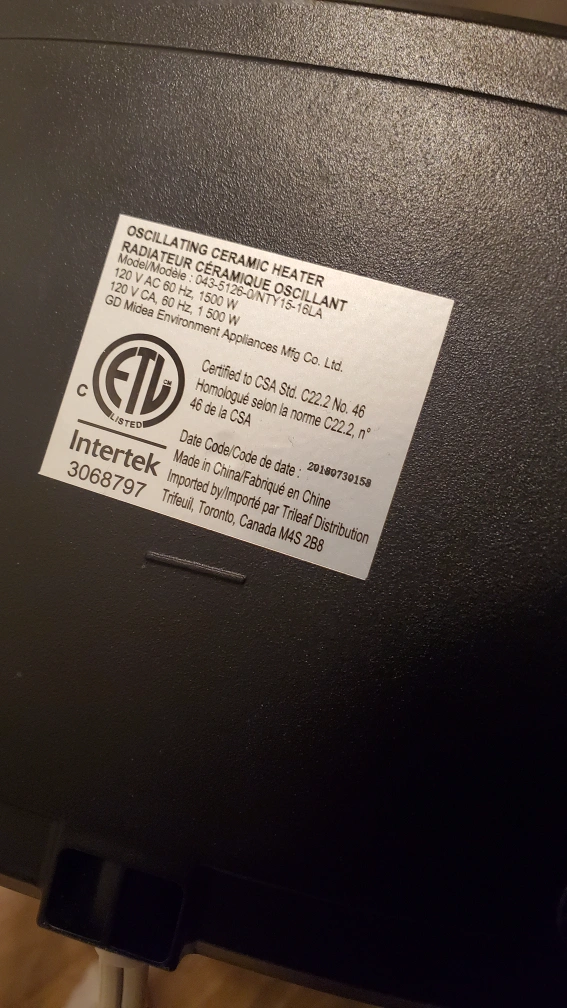 OSCILLATING CERAMIC HEATER
RADIATEUR CÉRAMIQUE OSCILLANT
Model/Modèle : 043-5126-0/NTY15-16LA
120 V AC 60 Hz, 1500 W
120 V CA, 60 Hz, 1 500 W
GD Midea Environment Appliances Mfg Co. Ltd.
C
ETL CM
LISTED
Intertek
3068797
Certified to CSA Std. C22.2 No. 46
Homologué selon la norme C22.2, n°
46 de la CSA
Date Code/Code de date : 20180730158
Made in China/Fabriqué en Chine
Imported by/Importé par Trileaf Distribution
Trifeuil, Toronto, Canada M4S 2B8